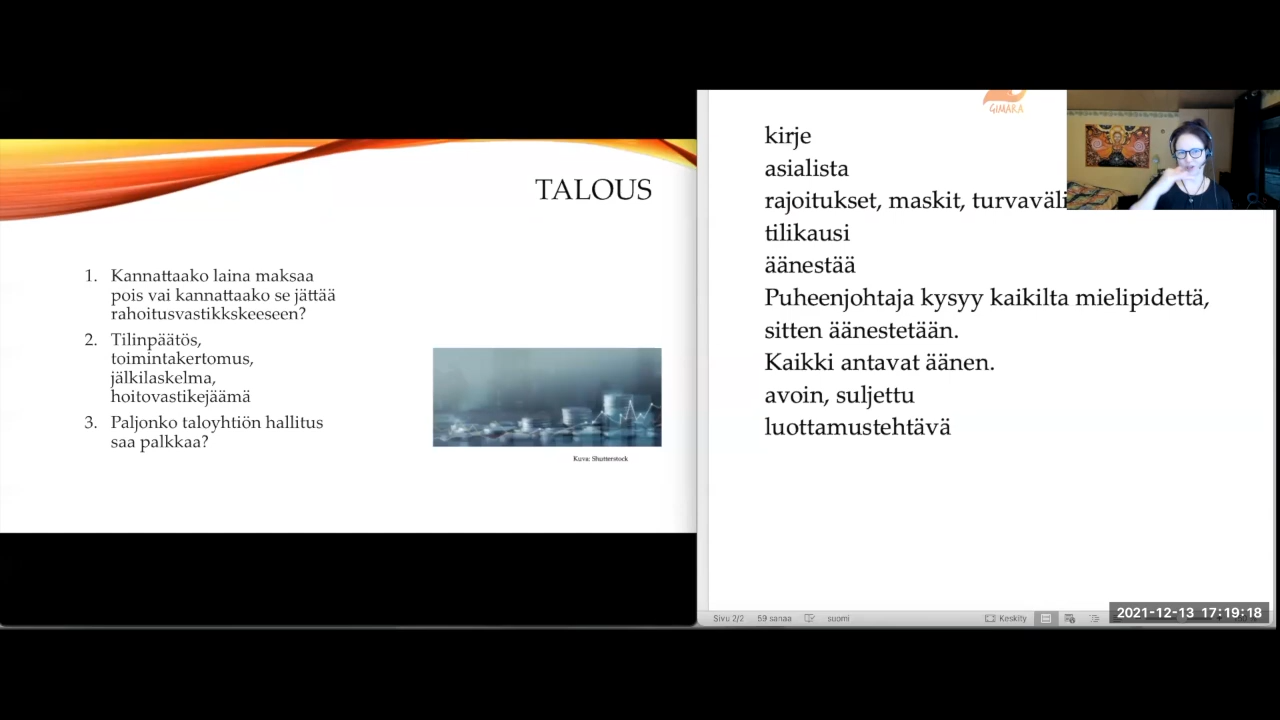 TALOUS
1. Kannattaako laina maksaa
pois vai kannattaako se jättää
rahoitusvastikkskeeseen?
2. Tilinpäätös,
toimintakertomus,
jälkilaskelma,
hoitovastikejäämä
3. Paljonko taloyhtiön hallitus
saa palkkaa?
Kuva: Shutterstock
GIMARA
kirje
asialista
rajoitukset, maskit, turvaväli
tilikausi
äänestää
Puheenjohtaja kysyy kaikilta mielipidettä,
sitten äänestetään.
Kaikki antavat äänen.
avoin, suljettu
luottamustehtävä
Sivu 2/2 59 sanaa suomi Keskity
2021-12-13 17:19:18